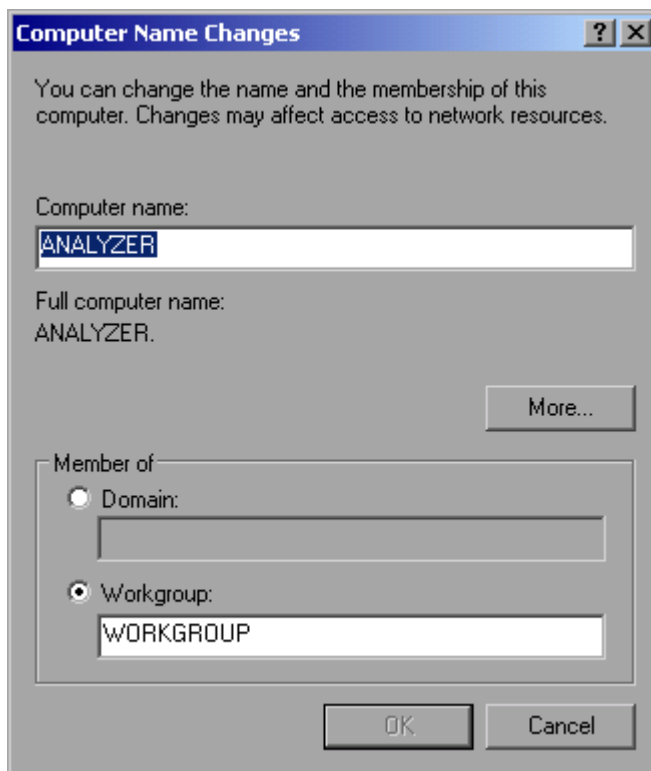 Computer Name Changes
You can change the name and the membership of this
computer. Changes may affect access to network resources.
Computer name:
ANALYZER
Full computer name:
ANALYZER.
More...
Member of
Domain:
Workgroup:
WORKGROUP
OK
Cancel